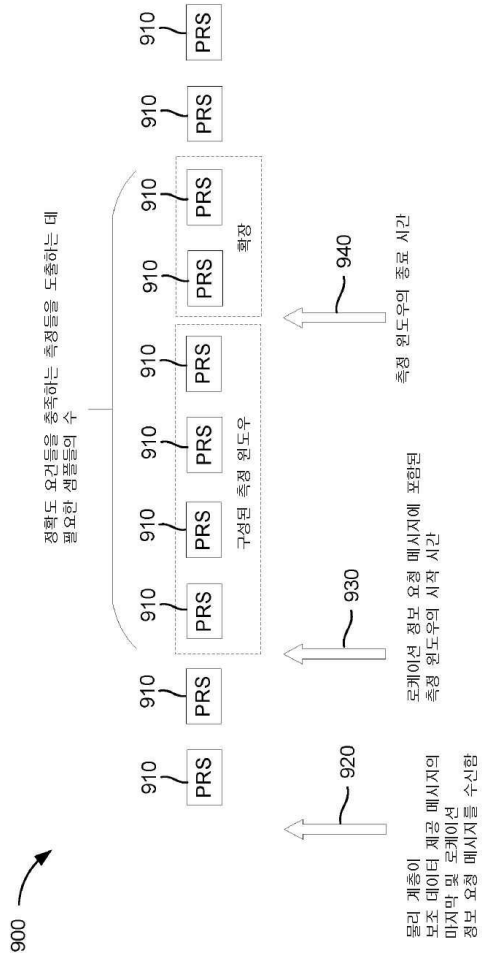 900
정확도 요건들을 충족하는 측정들을 도출하는 데
필요한 샘플들의 수
910 910 910 910 910 910 910 910 910 910
PRS PRS PRS PRS PRS PRS PRS PRS PRS PRS
구성된 측정 윈도우
확장
920
930
940
물리 계층이
보조 데이터 제공 메시지의
마지막 및 로케이션
정보 요청 메시지를 수신함
로케이션 정보 요청 메시지에 포함된
측정 윈도우의 시작 시간
측정 윈도우의 종료 시간